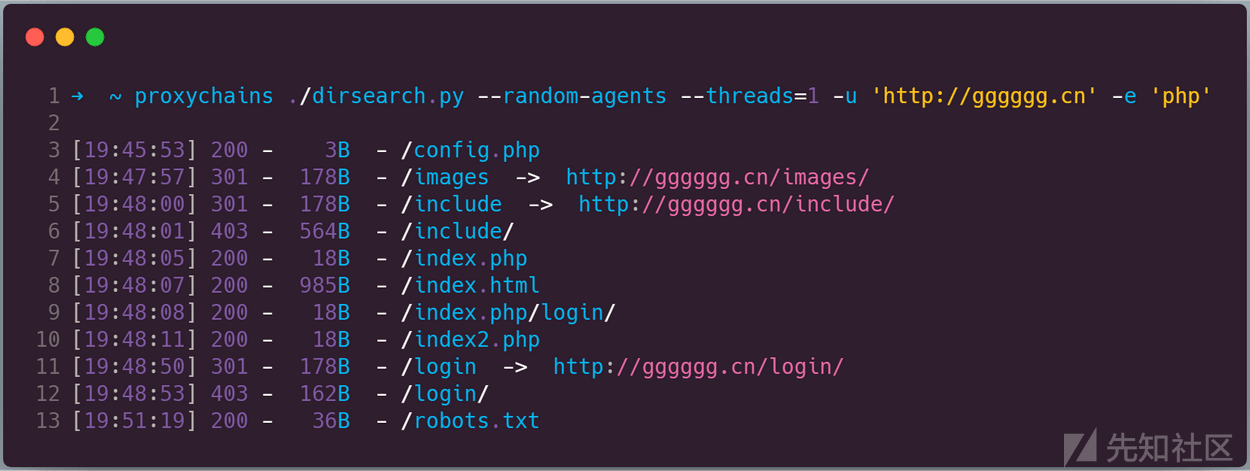 1 →  ~ proxychains ./dirsearch.py --random-agents --threads=1 -u 'http://gggggg.cn' -e 'php'
2
3 [19:45:53] 200 -    3B  - /config.php
4 [19:47:57] 301 -  178B  - /images  ->  http://gggggg.cn/images/
5 [19:48:00] 301 -  178B  - /include  ->  http://gggggg.cn/include/
6 [19:48:01] 403 -  564B  - /include/
7 [19:48:05] 200 -   18B  - /index.php
8 [19:48:07] 200 -  985B  - /index.html
9 [19:48:08] 200 -   18B  - /index.php/login/
10 [19:48:11] 200 -   18B  - /index2.php
11 [19:48:50] 301 -  178B  - /login  ->  http://gggggg.cn/login/
12 [19:48:53] 403 -  162B  - /login/
13 [19:51:19] 200 -   36B  - /robots.txt
先知社区